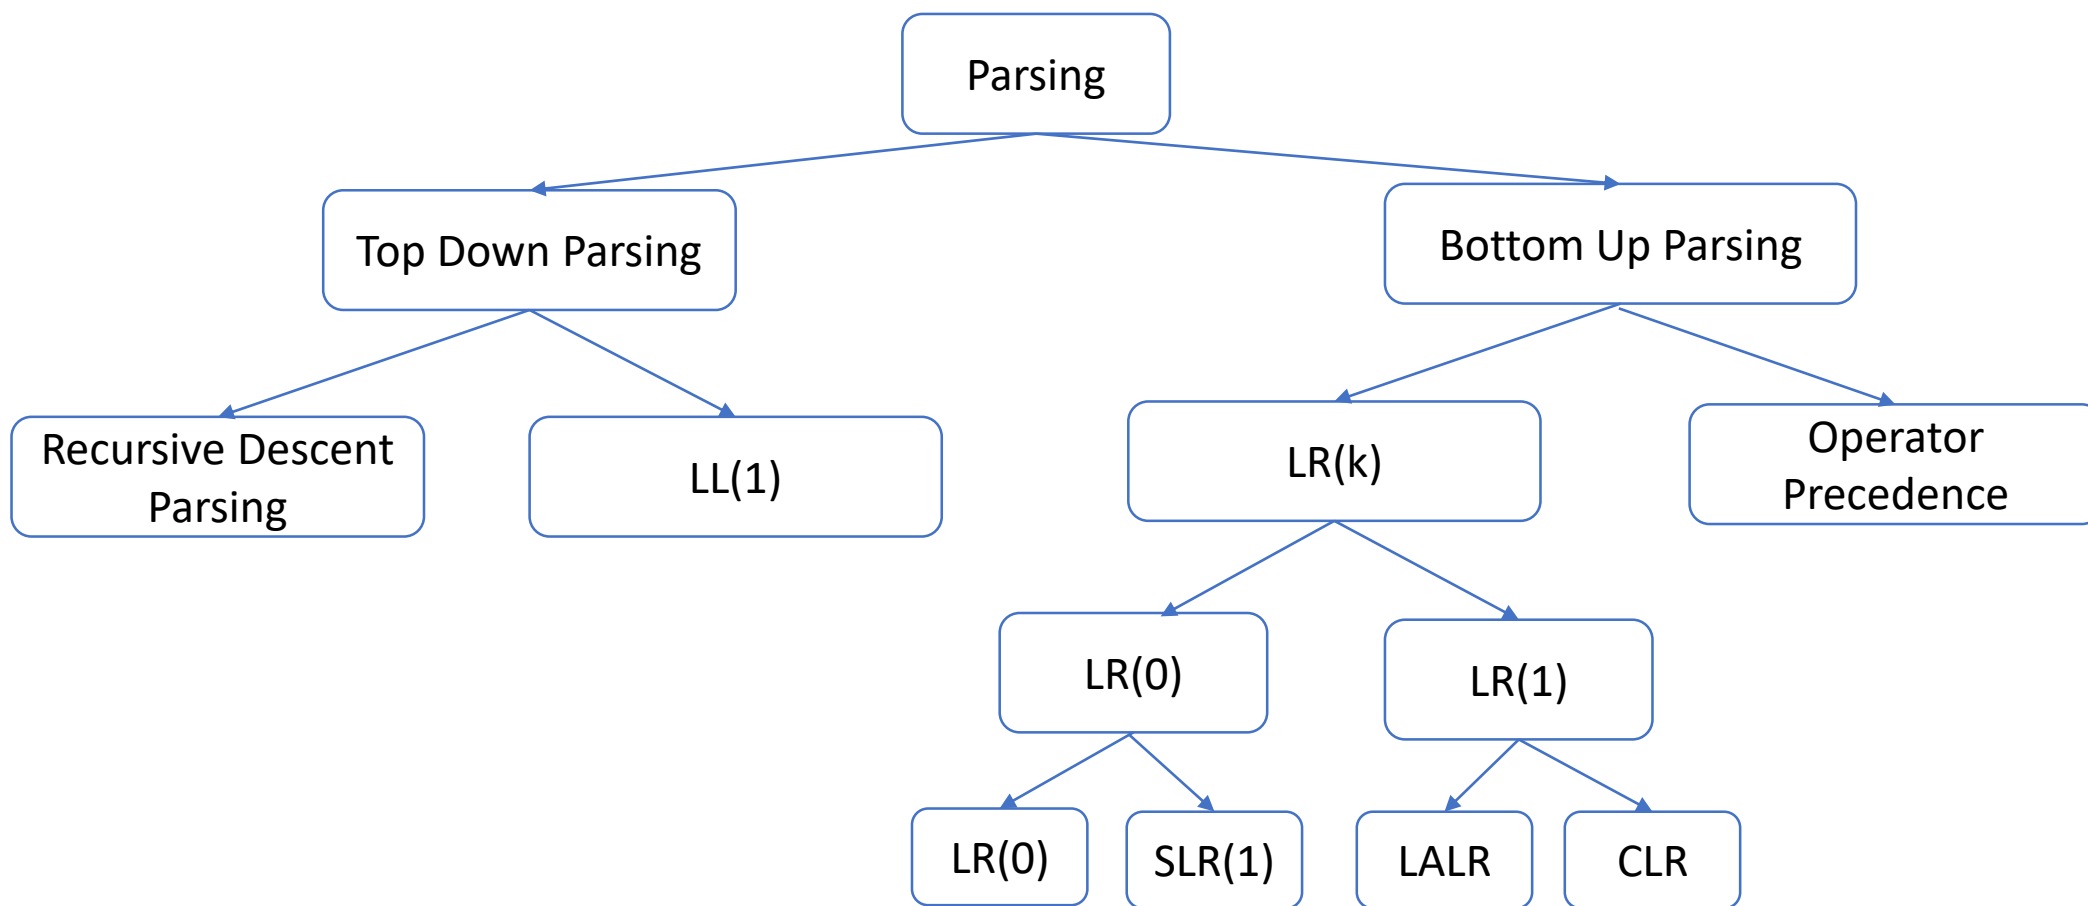 Parsing
Top Down Parsing
Bottom Up Parsing
Recursive Descent
Parsing
LL(1)
LR(k)
Operator
Precedence
LR(0)
LR(1)
LR(0)
SLR(1)
LALR
CLR